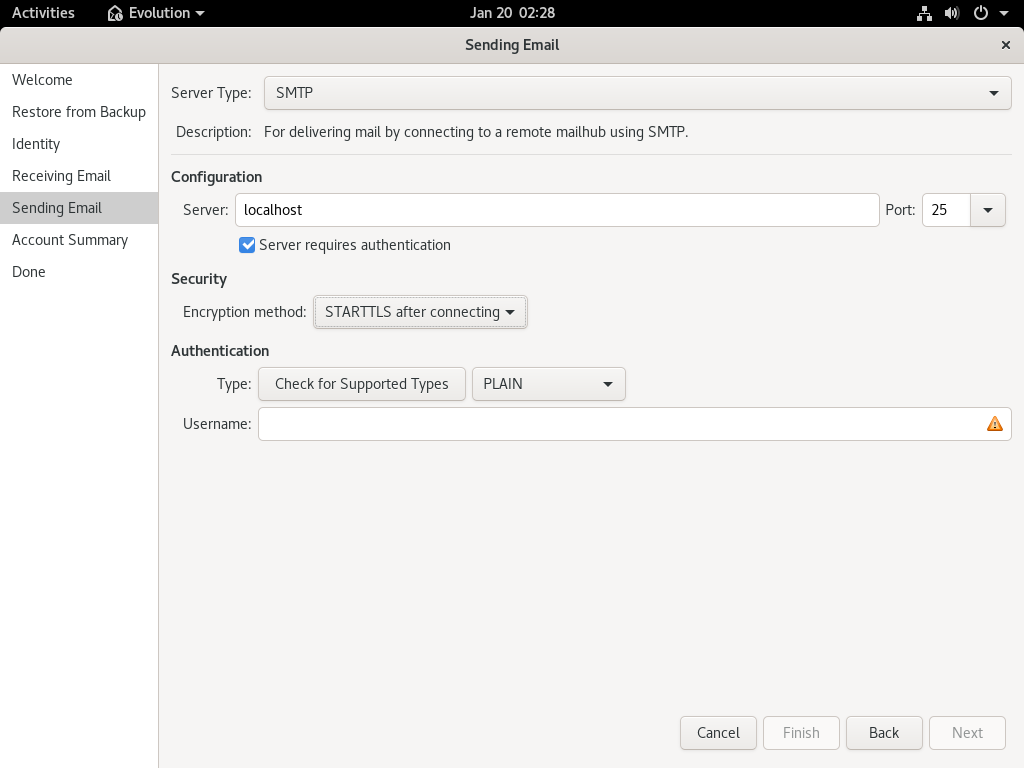 Activities
Evolution
Jan 20 02:28
Sending Email
Welcome
Restore from Backup
Identity
Receiving Email
Sending Email
Account Summary
Done
Server Type: SMTP
Description: For delivering mail by connecting to a remote mailhub using SMTP.
Configuration
Server: localhost Port: 25
Server requires authentication
Security
Encryption method: STARTTLS after connecting
Authentication
Type: Check for Supported Types PLAIN
Username:
Cancel Finish Back Next